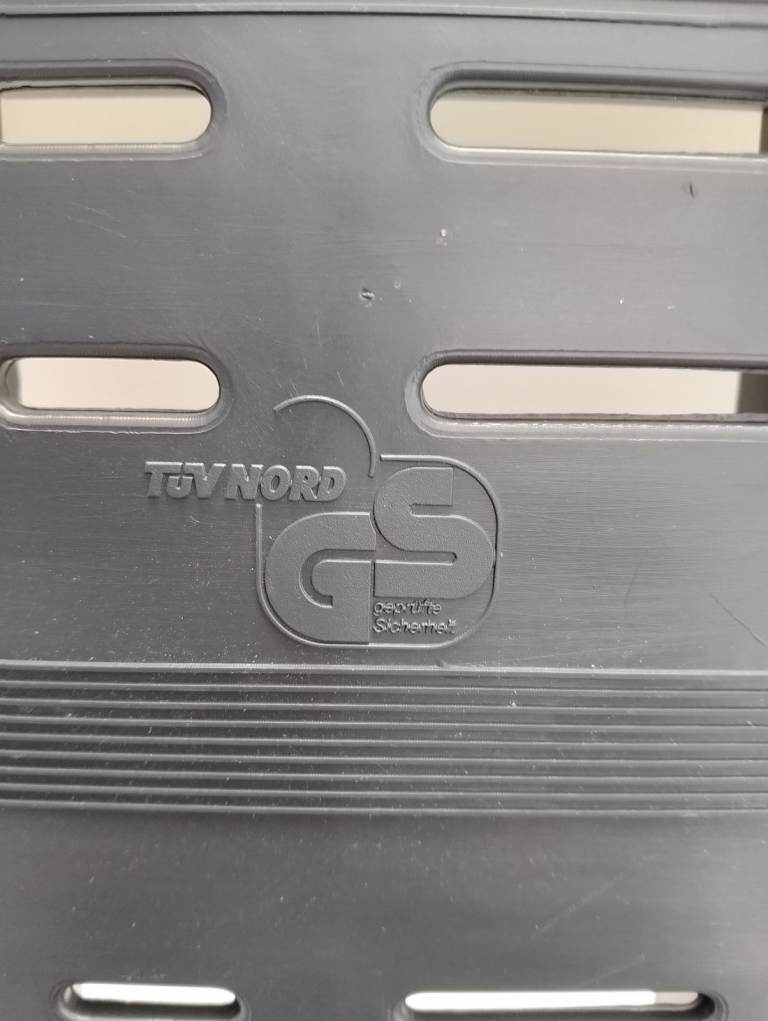 TÜV NORD
GS
geprüfte
Sicherheit